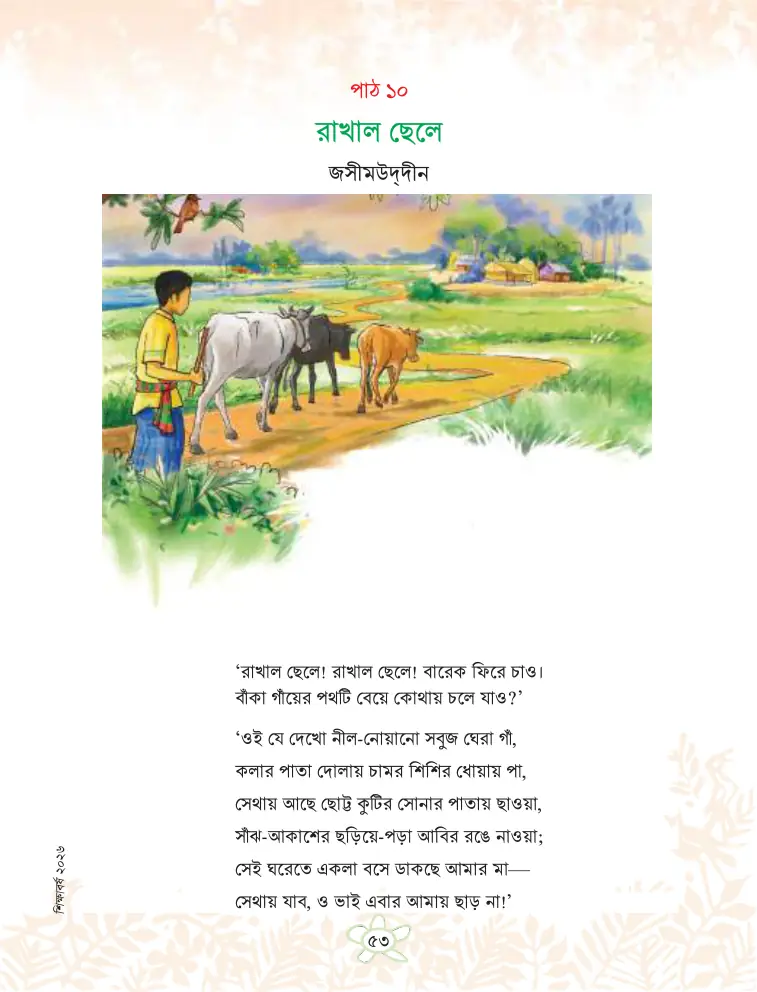 পাঠ ১০
রাখাল ছেলে
জসীমউদ্‌দীন
‘রাখাল ছেলে! রাখাল ছেলে! বারেক ফিরে চাও।
বাঁকা গাঁয়ের পথটি বেয়ে কোথায় চলে যাও?’
‘ওই যে দেখো নীল-নোয়ানো সবুজ ঘেরা গাঁ,
কলার পাতা দোলায় চামর শিশির ধোয়ায় পা,
সেথায় আছে ছোট্ট কুটির সোনার পাতায় ছাওয়া,
সাঁঝ-আকাশের ছড়িয়ে-পড়া আবির রঙে নাওয়া;
সেই ঘরেতে একলা বসে ডাকছে আমার মা—
সেথায় যাব, ও ভাই এবার আমায় ছাড় না!’
শিক্ষাবর্ষ ২০২৬
৫৩